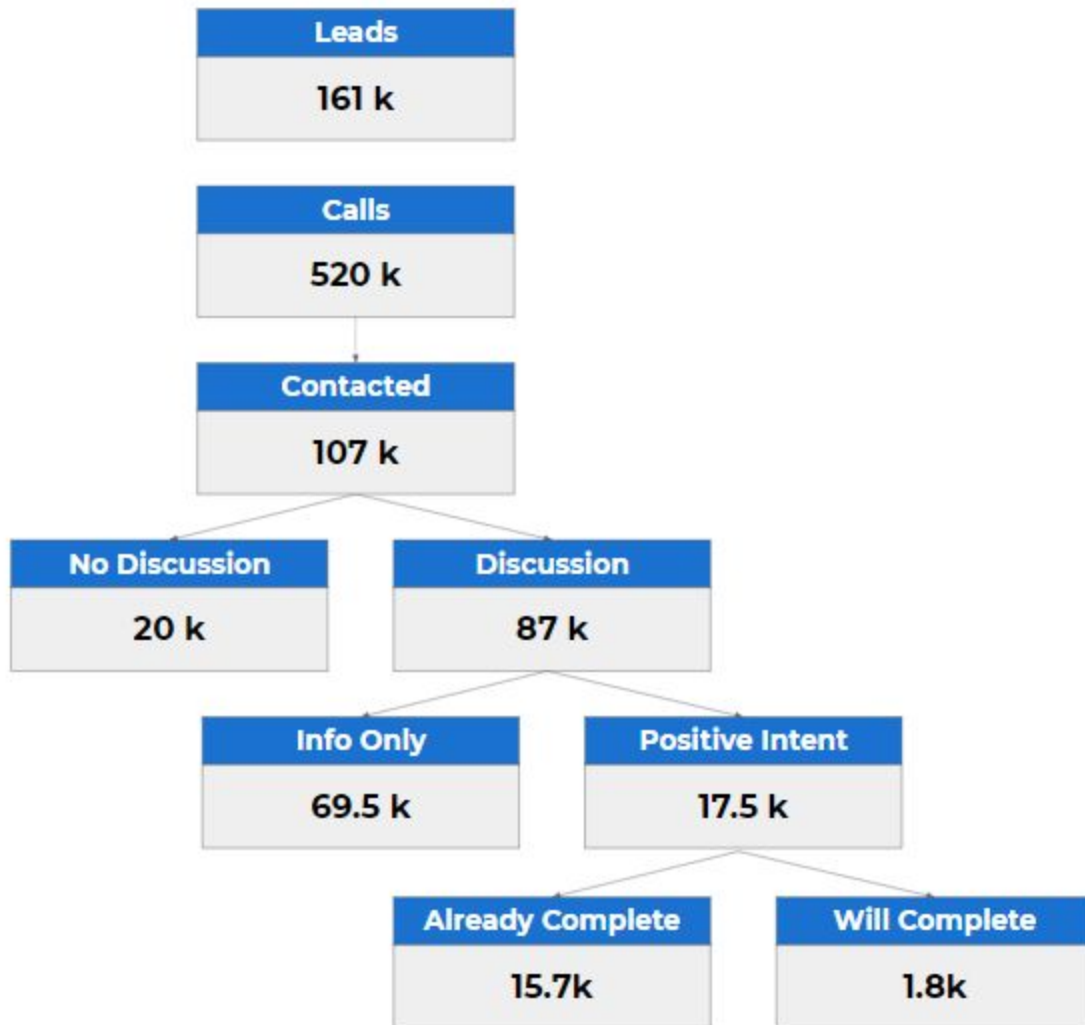 Leads
161 k
Calls
520 k
Contacted
107 k
No Discussion
20 k
Discussion
87 k
Info Only
69.5 k
Positive Intent
17.5 k
Already Complete
15.7k
Will Complete
1.8k